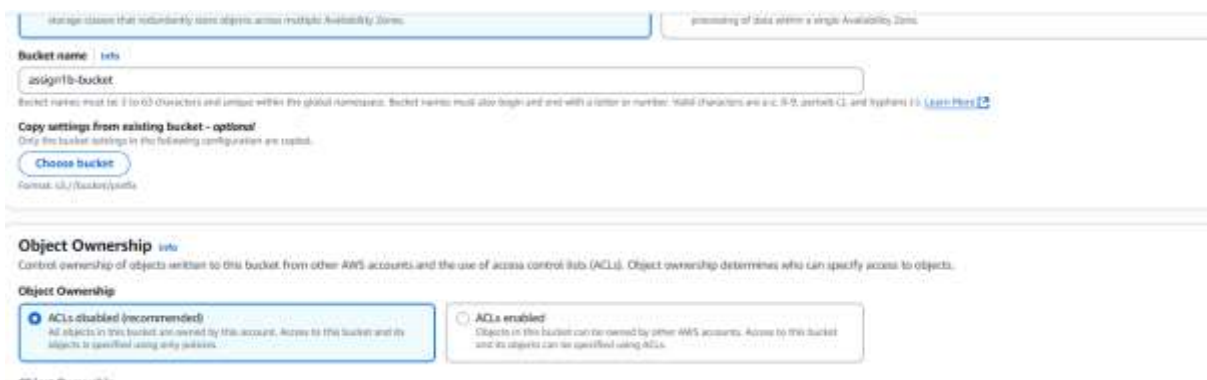 storage classes that redundantly store objects across multiple Availability Zones.
processing of data within a single Availability Zone.
Bucket name Info
assign1b-bucket
Bucket names must be 3 to 63 characters and unique within the global namespace. Bucket names must also begin and end with a letter or number. Valid characters are a-z, 0-9, periods (.), and hyphens (-). Learn More
Copy settings from existing bucket - optional
Only the bucket settings in the following configuration are copied.
Choose bucket
Format: s3://bucket/prefix
Object Ownership Info
Control ownership of objects written to this bucket from other AWS accounts and the use of access control lists (ACLs). Object ownership determines who can specify access to objects.
Object Ownership
ACLs disabled (recommended)
All objects in this bucket are owned by this account. Access to this bucket and its
objects is specified using only policies.
ACLs enabled
Objects in this bucket can be owned by other AWS accounts. Access to this bucket
and its objects can be specified using ACLs.